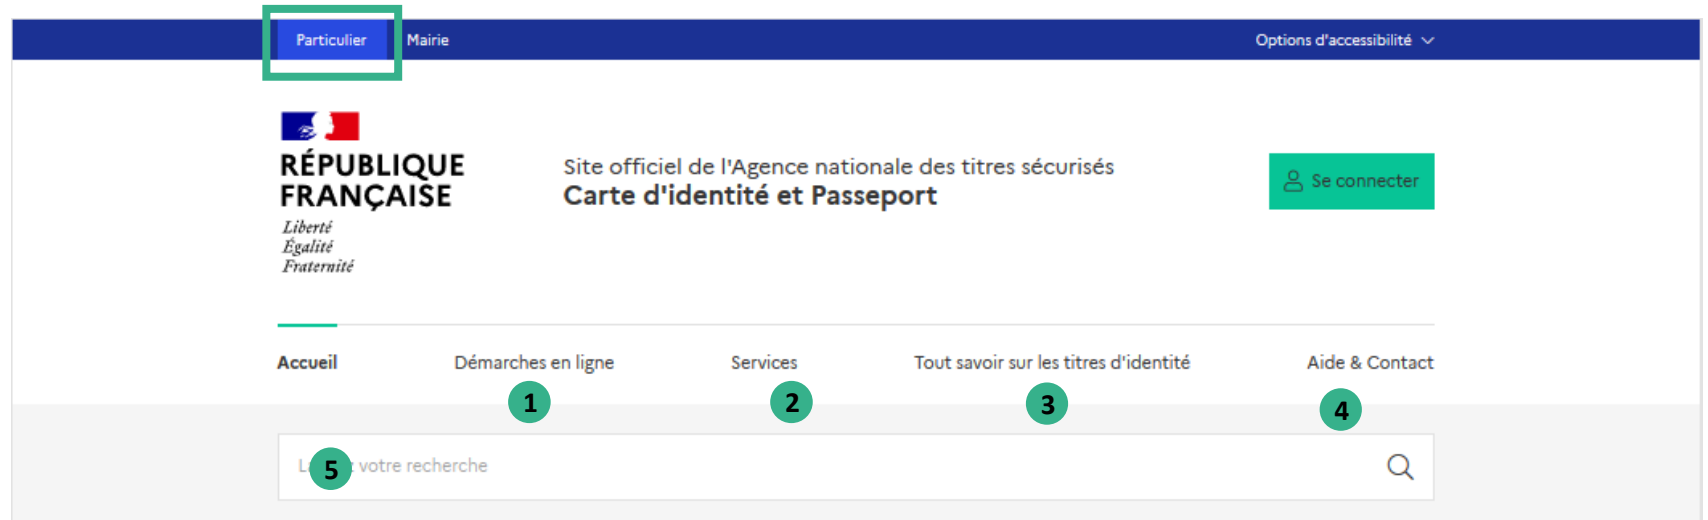 Particulier Mairie Options d'accessibilité
RÉPUBLIQUE
FRANÇAISE
Liberté
Égalité
Fraternité
Site officiel de l'Agence nationale des titres sécurisés
Carte d'identité et Passeport
Se connecter
Accueil Démarches en ligne Services Tout savoir sur les titres d'identité Aide & Contact
1 2 3 4
5 votre recherche